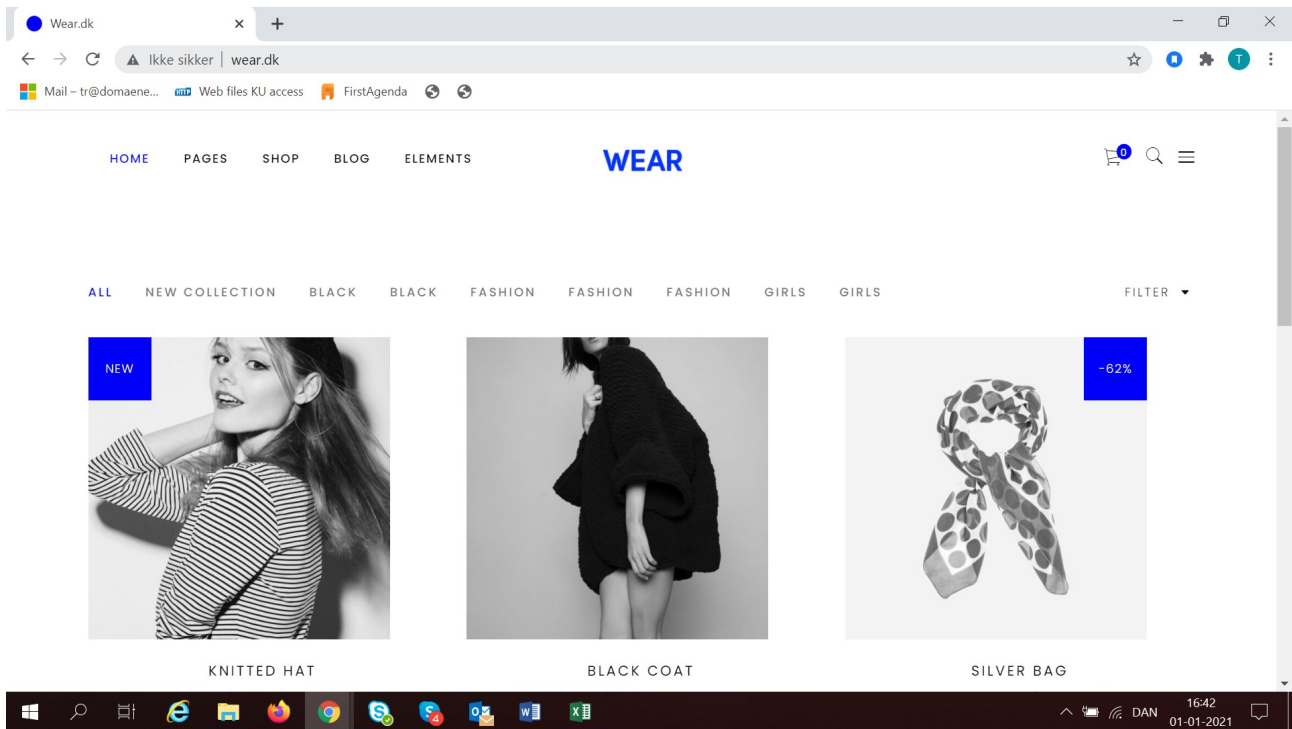 Wear.dk
Ikke sikker | wear.dk
T
Mail – tr@domaene... Web files KU access FirstAgenda
HOME PAGES SHOP BLOG ELEMENTS WEAR 0
ALL NEW COLLECTION BLACK BLACK FASHION FASHION FASHION GIRLS GIRLS FILTER
NEW -62%
KNITTED HAT BLACK COAT SILVER BAG
4 DAN 16:42
01-01-2021